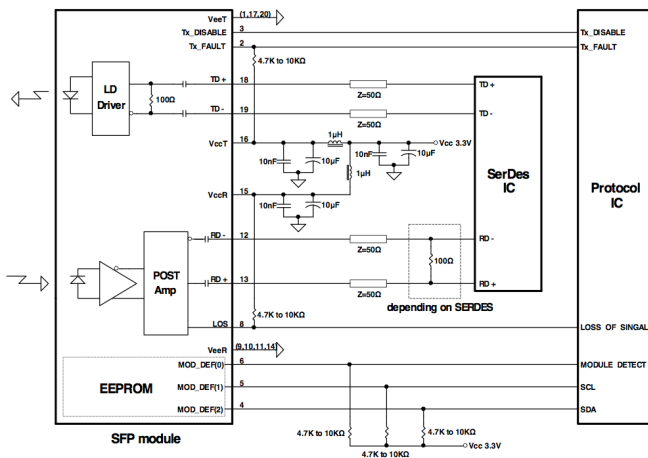 VeeT (1,17,20)
Tx_DISABLE 3 Tx_DISABLE
Tx_FAULT 2 Tx_FAULT
4.7K to 10KΩ
LD Driver
100Ω
TD + 18 Z=50Ω TD +
TD - 19 Z=50Ω TD -
1μH
VccT 16 Vcc 3.3V
10nF 10μF 10nF 10μF
1μH
SerDes IC
Protocol IC
VccR 15
10nF 10μF
RD - 12 Z=50Ω RD -
POST Amp
100Ω
RD + 13 Z=50Ω RD +
depending on SERDES
4.7K to 10KΩ
LOS 8 LOSS OF SINGAL
VeeR (9,10,11,14)
EEPROM
MOD_DEF(0) 6 MODULE DETECT
MOD_DEF(1) 5 SCL
MOD_DEF(2) 4 SDA
4.7K to 10KΩ 4.7K to 10KΩ
Vcc 3.3V
4.7K to 10KΩ
SFP module